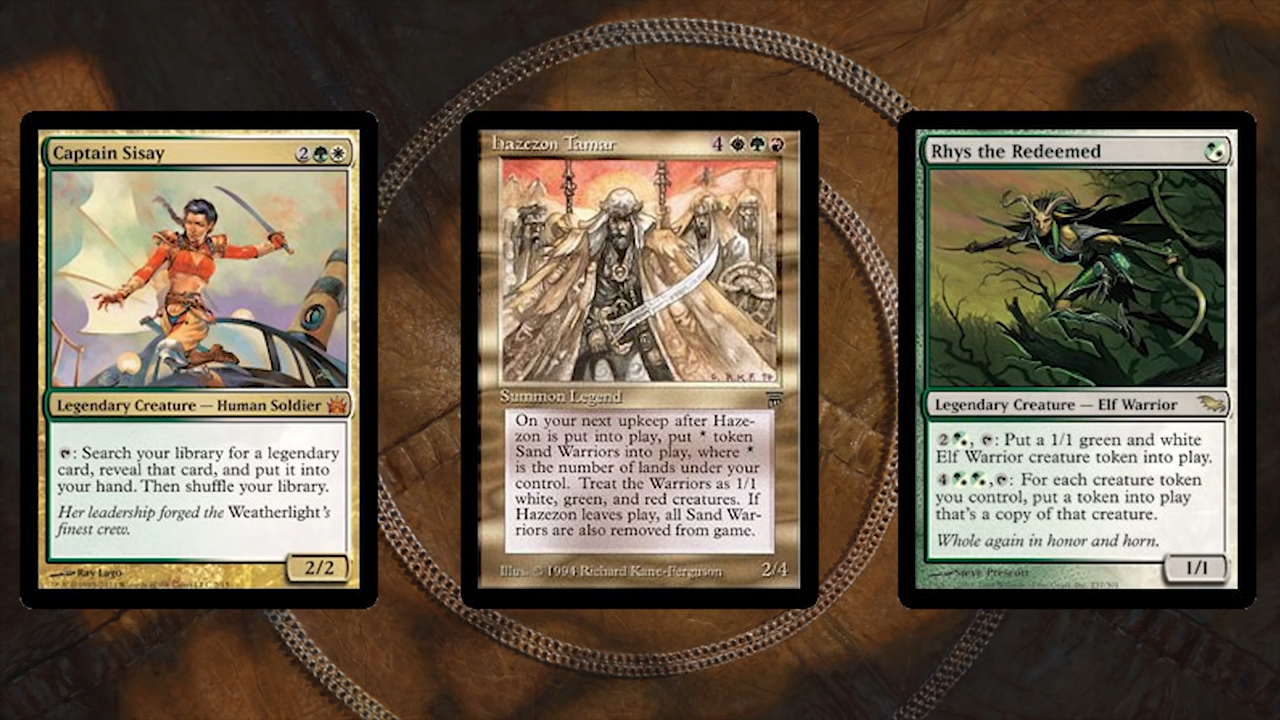 Captain Sisay 2
Legendary Creature — Human Soldier
: Search your library for a legendary
card, reveal that card, and put it into
your hand. Then shuffle your library.
Her leadership forged the Weatherlight's
finest crew.
Ray Lago
2/2
Hazezon Tamar 4
Summon Legend
On your next upkeep after Haze-
zon is put into play, put * token
Sand Warriors into play, where *
is the number of lands under your
control. Treat the Warriors as 1/1
white, green, and red creatures. If
Hazezon leaves play, all Sand War-
riors are also removed from game.
Illus. © 1994 Richard Kane-Ferguson
2/4
Rhys the Redeemed
Legendary Creature — Elf Warrior
2 , : Put a 1/1 green and white
Elf Warrior creature token into play.
4 , : For each creature token
you control, put a token into play
that's a copy of that creature.
Whole again in honor and horn.
Steve Prescott
1/1